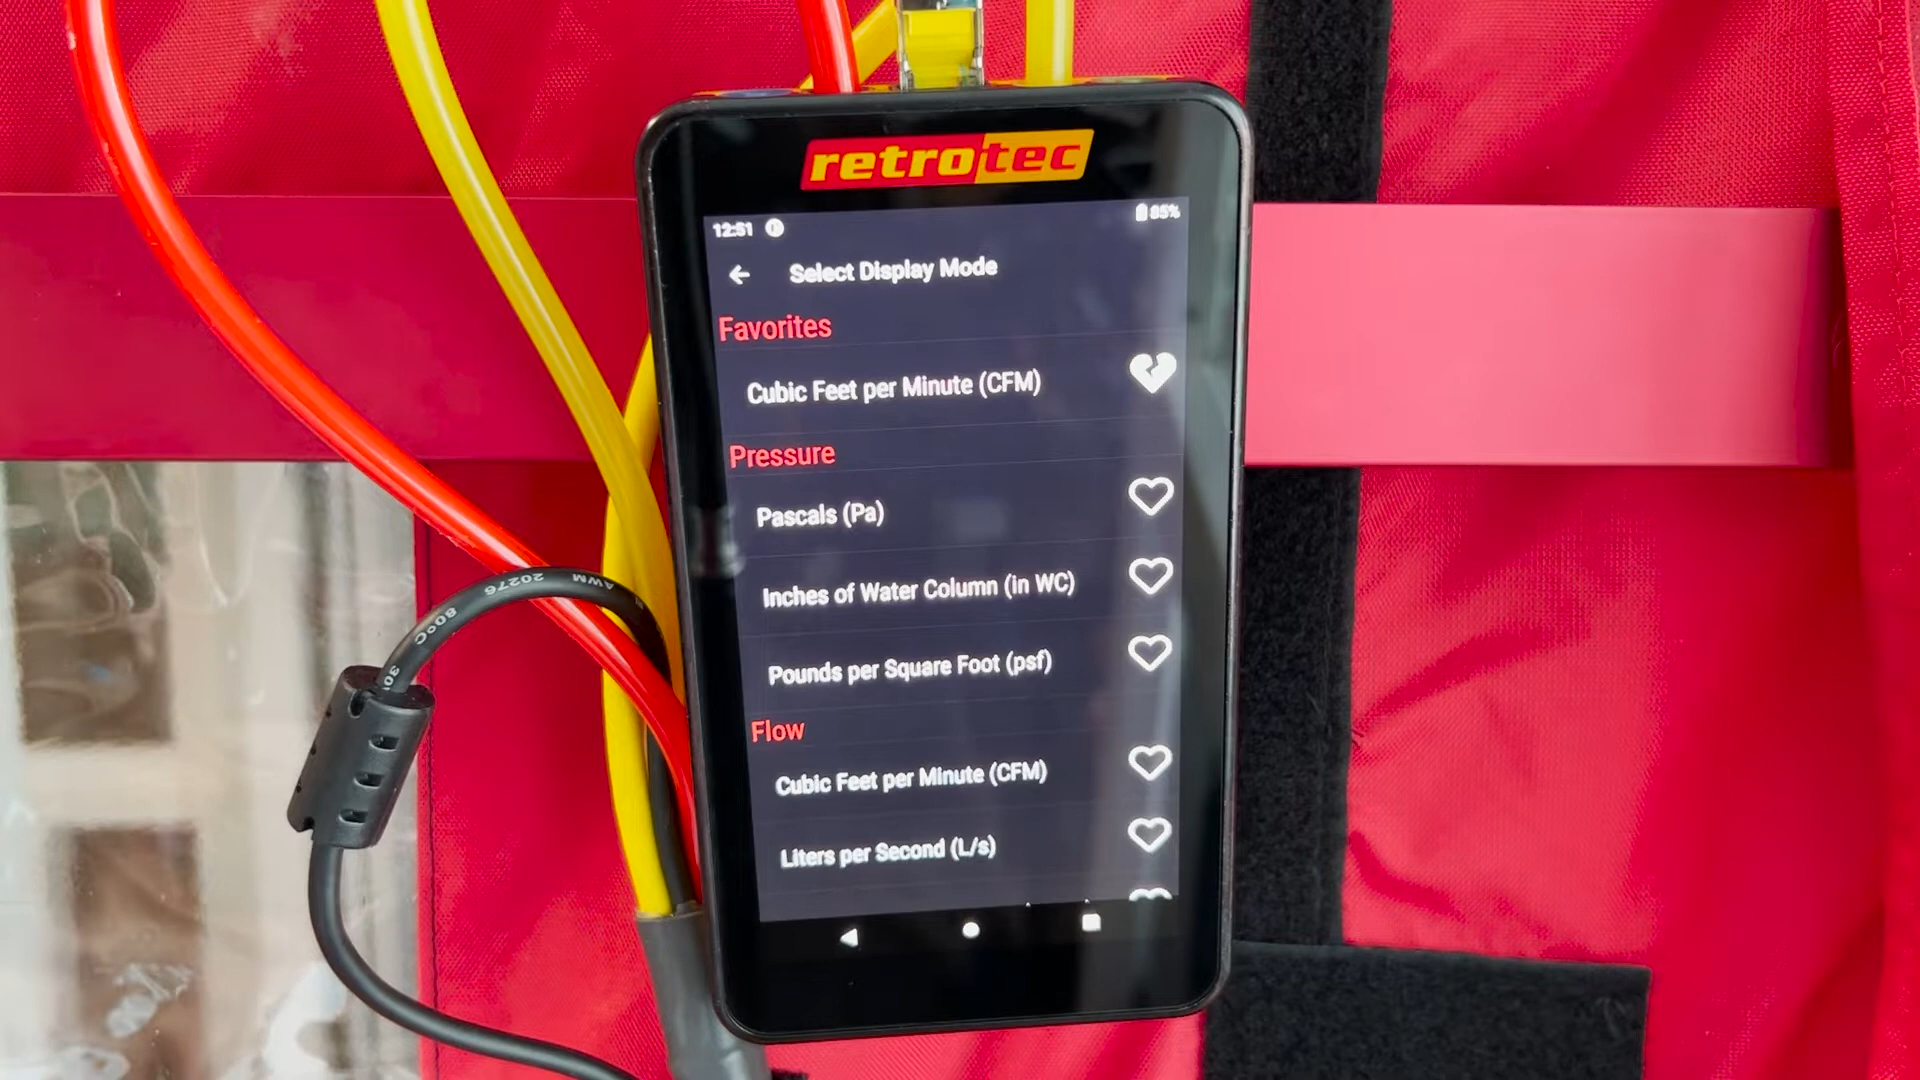 retrotec
12:51 85%
Select Display Mode
Favorites
Cubic Feet per Minute (CFM)
Pressure
Pascals (Pa)
Inches of Water Column (in WC)
Pounds per Square Foot (psf)
Flow
Cubic Feet per Minute (CFM)
Liters per Second (L/s)
AWM 20276 80°C 30